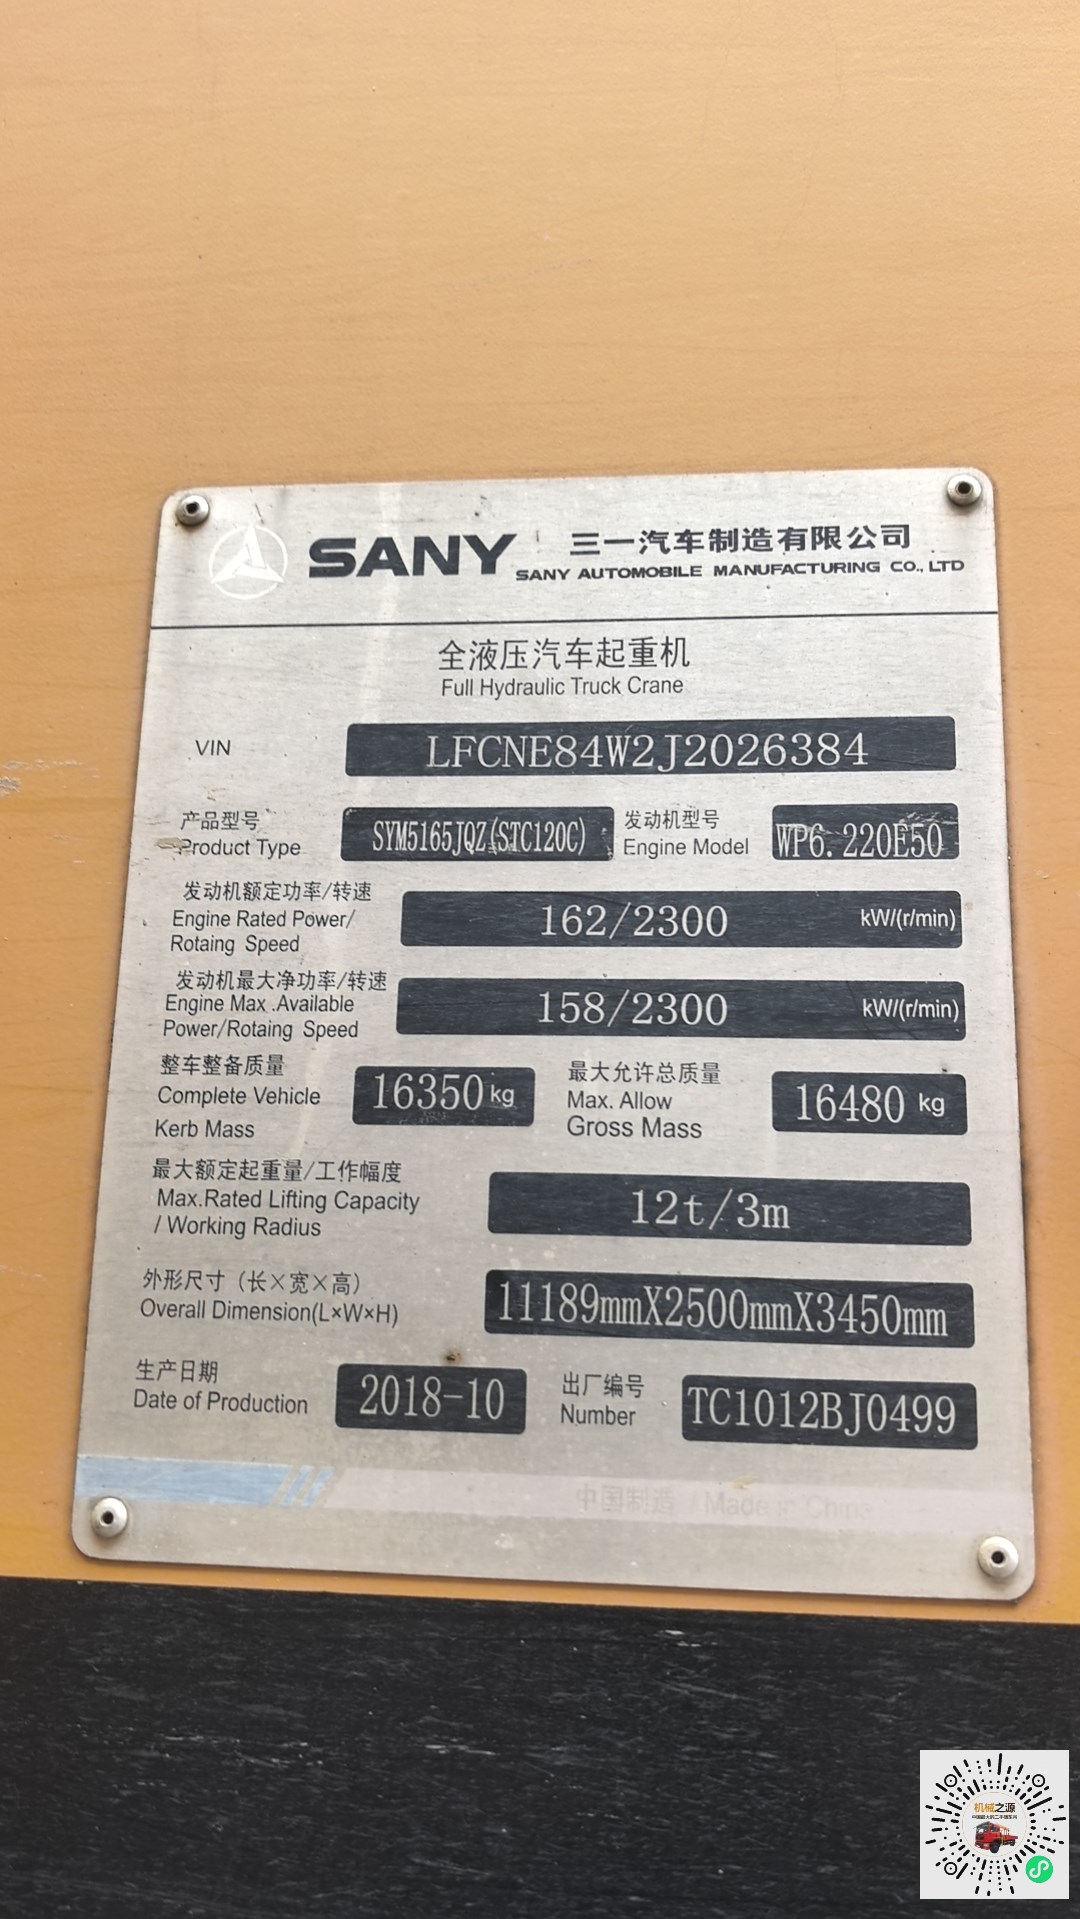 SANY 三一汽车制造有限公司
SANY AUTOMOBILE MANUFACTURING CO., LTD
全液压汽车起重机
Full Hydraulic Truck Crane
VIN LFCNE84W2J2026384
产品型号 发动机型号
Product Type SYM5165JQZ(STC120C) Engine Model WP6.220E50
发动机额定功率/转速
Engine Rated Power/ 162/2300 kW/(r/min)
Rotaing Speed
发动机最大净功率/转速
Engine Max .Available 158/2300 kW/(r/min)
Power/Rotaing Speed
整车整备质量 最大允许总质量
Complete Vehicle 16350 kg Max. Allow 16480 kg
Kerb Mass Gross Mass
最大额定起重量/工作幅度
Max.Rated Lifting Capacity 12t/3m
/ Working Radius
外形尺寸（长×宽×高）
Overall Dimension(L×W×H) 11189mmX2500mmX3450mm
生产日期 出厂编号
Date of Production 2018-10 Number TC1012BJ0499
中国制造 / Made in China
机械之源